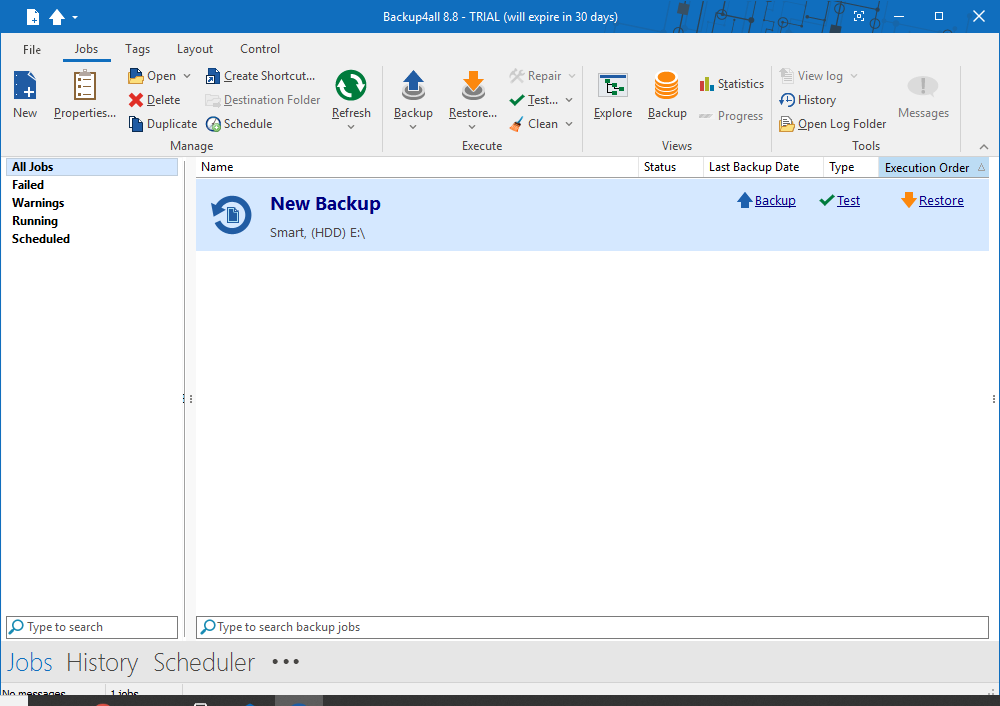 Backup4all 8.8 - TRIAL (will expire in 30 days)
File Jobs Tags Layout Control
New
Properties...
Open
Delete
Duplicate
Create Shortcut...
Destination Folder
Schedule
Refresh
Manage
Backup
Restore...
Repair
Test...
Clean
Execute
Explore
Backup
Statistics
Progress
Views
View log
History
Open Log Folder
Messages
Tools
All Jobs
Failed
Warnings
Running
Scheduled
Name Status Last Backup Date Type Execution Order
New Backup
Backup Test Restore
Smart, (HDD) E:\
Type to search
Type to search backup jobs
Jobs History Scheduler •••
No messages 1 jobs